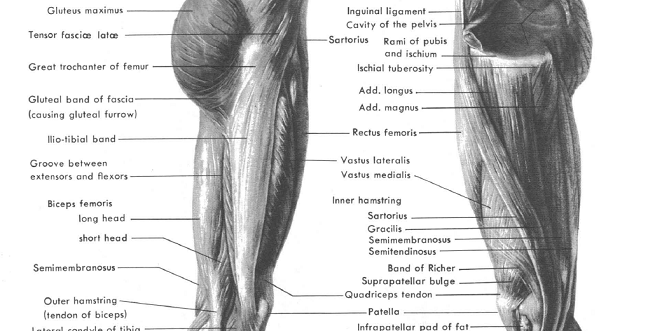 Gluteus maximus
Tensor fasciæ latæ
Great trochanter of femur
Gluteal band of fascia
(causing gluteal furrow)
Ilio-tibial band
Groove between
extensors and flexors
Biceps femoris
long head
short head
Semimembranosus
Outer hamstring
(tendon of biceps)
Lateral condyle of tibia
Inguinal ligament
Cavity of the pelvis
Sartorius
Rami of pubis
and ischium
Ischial tuberosity
Add. longus
Add. magnus
Rectus femoris
Vastus lateralis
Vastus medialis
Inner hamstring
Sartorius
Gracilis
Semimembranosus
Semitendinosus
Band of Richer
Suprapatellar bulge
Quadriceps tendon
Patella
Infrapatellar pad of fat